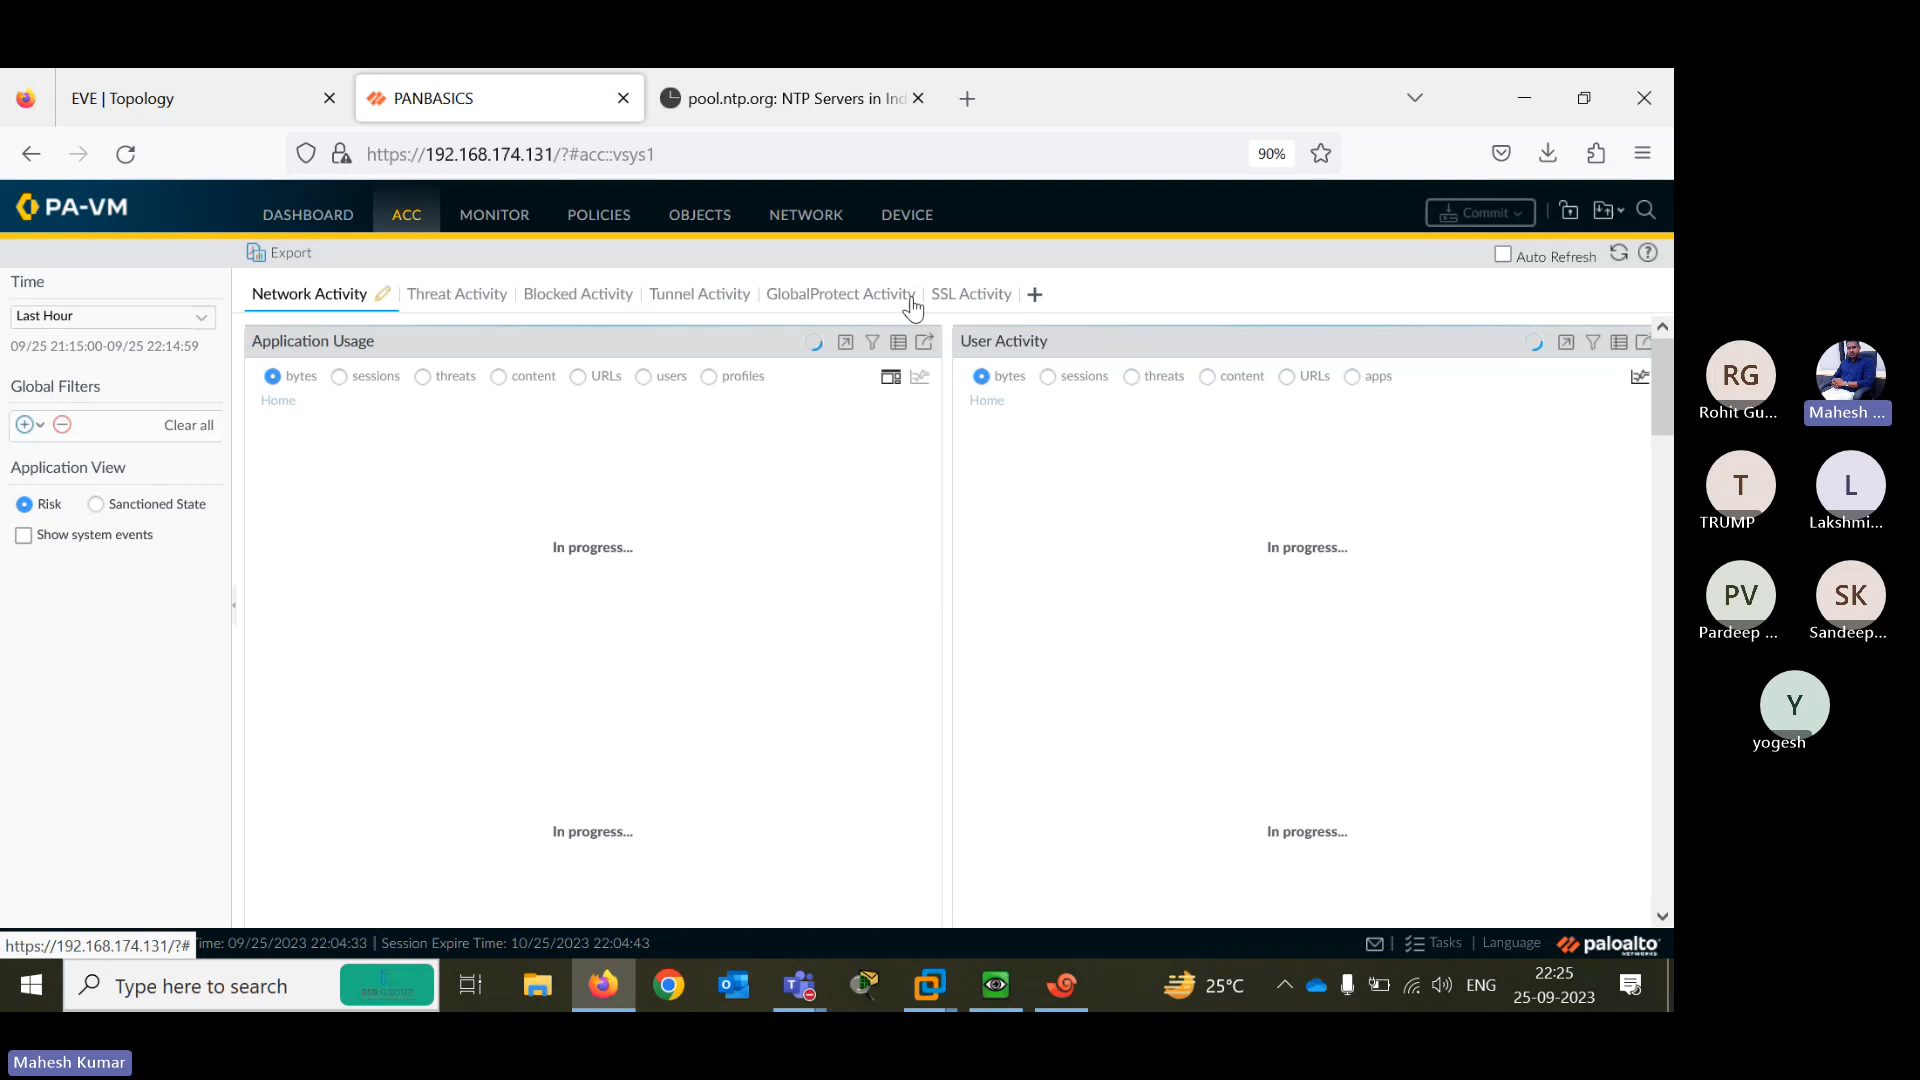 EVE | Topology
PANBASICS
pool.ntp.org: NTP Servers in Ind
https://192.168.174.131/?#acc::vsys1
90%
PA-VM
DASHBOARD
ACC
MONITOR
POLICIES
OBJECTS
NETWORK
DEVICE
Commit
Export
Auto Refresh
Time
Last Hour
09/25 21:15:00-09/25 22:14:59
Global Filters
Clear all
Application View
Risk
Sanctioned State
Show system events
Network Activity
Threat Activity
Blocked Activity
Tunnel Activity
GlobalProtect Activity
SSL Activity
Application Usage
bytes
sessions
threats
content
URLs
users
profiles
Home
In progress...
In progress...
User Activity
bytes
sessions
threats
content
URLs
apps
Home
In progress...
In progress...
https://192.168.174.131/?#
Time: 09/25/2023 22:04:33 | Session Expire Time: 10/25/2023 22:04:43
Tasks
Language
paloalto
NETWORKS
Type here to search
25°C
ENG
22:25
25-09-2023
RG
Rohit Gu...
Mahesh ...
T
TRUMP
L
Lakshmi...
PV
Pardeep ...
SK
Sandeep...
Y
yogesh
Mahesh Kumar